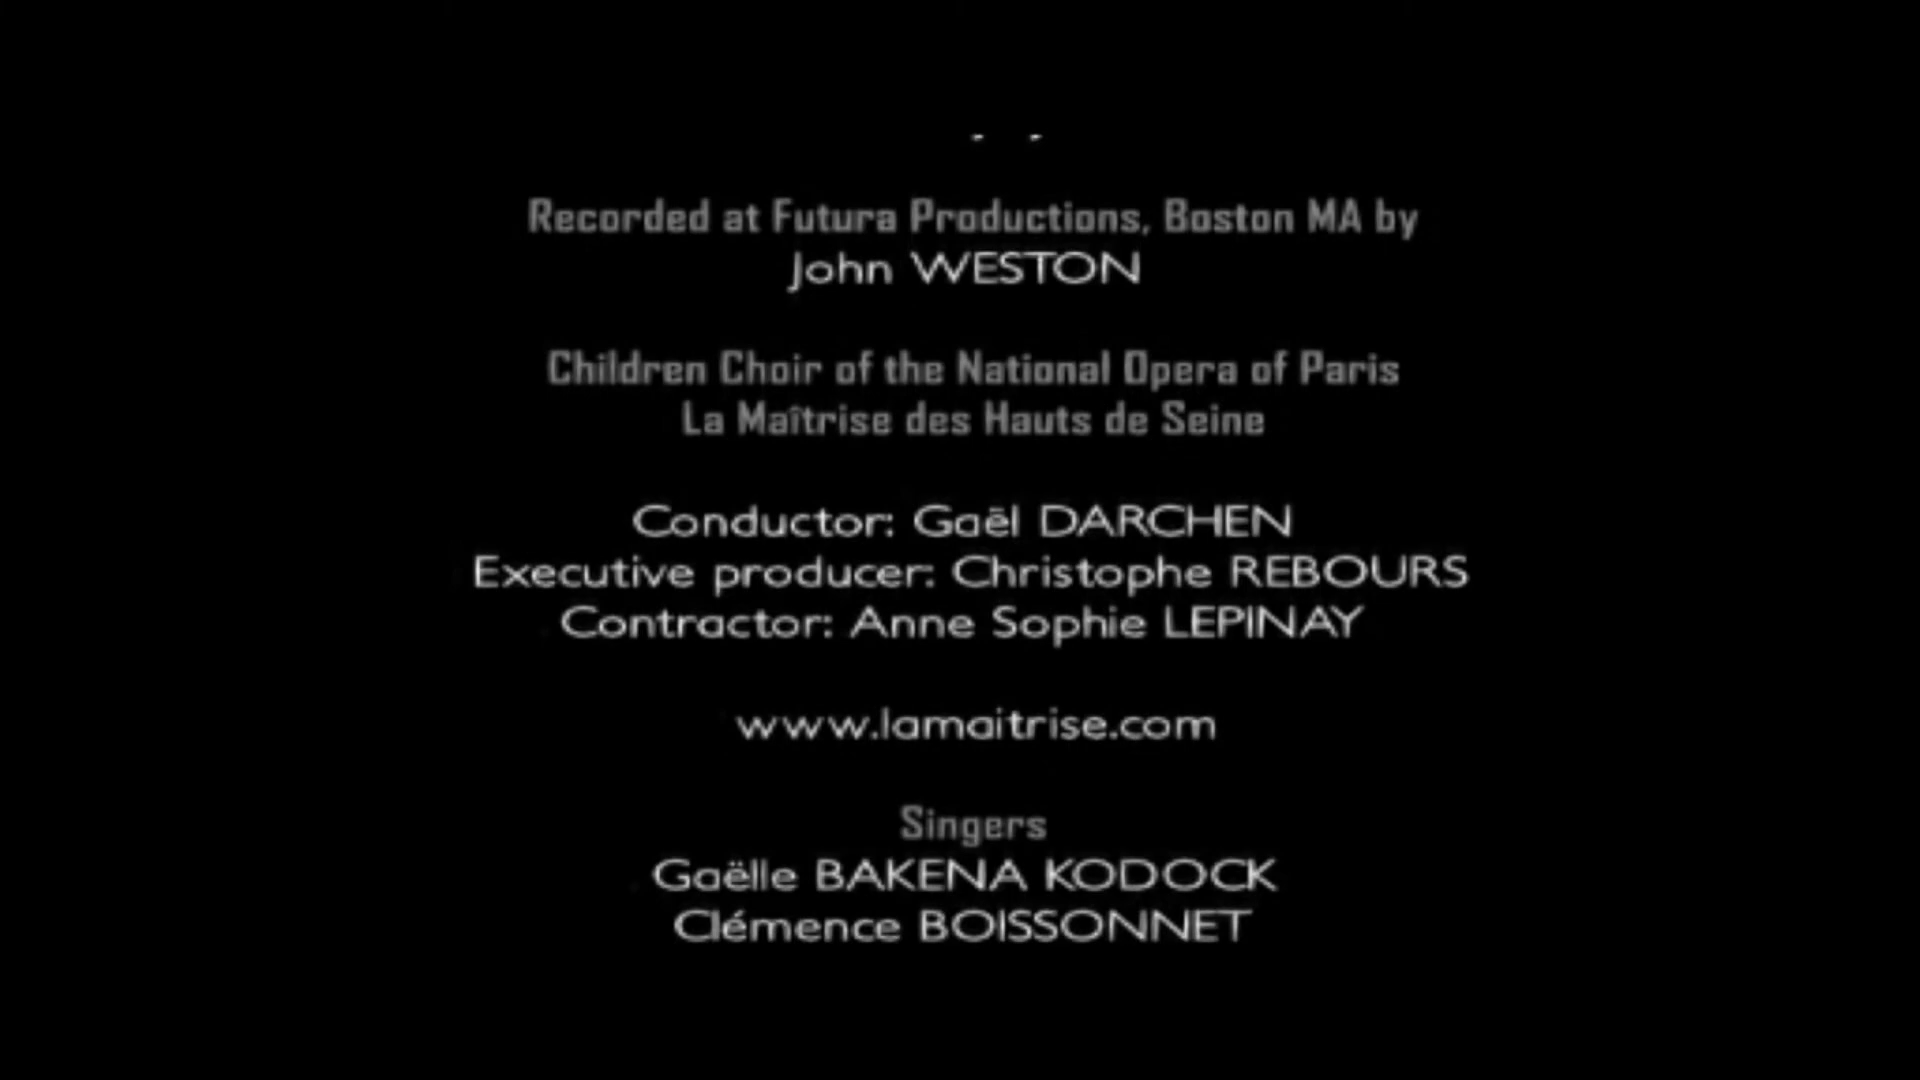 Recorded at Futura Productions, Boston MA by
John WESTON
Children Choir of the National Opera of Paris
La Maîtrise des Hauts de Seine
Conductor: Gaël DARCHEN
Executive producer: Christophe REBOURS
Contractor: Anne Sophie LEPINAY
www.lamaitrise.com
Singers
Gaëlle BAKENA KODOCK
Clémence BOISSONNET